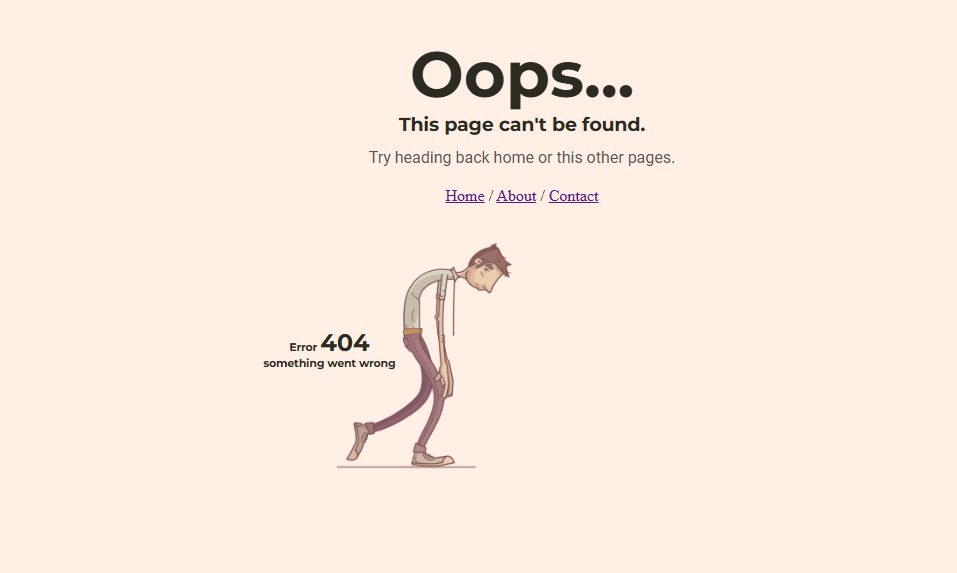 Oops...
This page can't be found.
Try heading back home or this other pages.
Home / About / Contact
Error 404
something went wrong